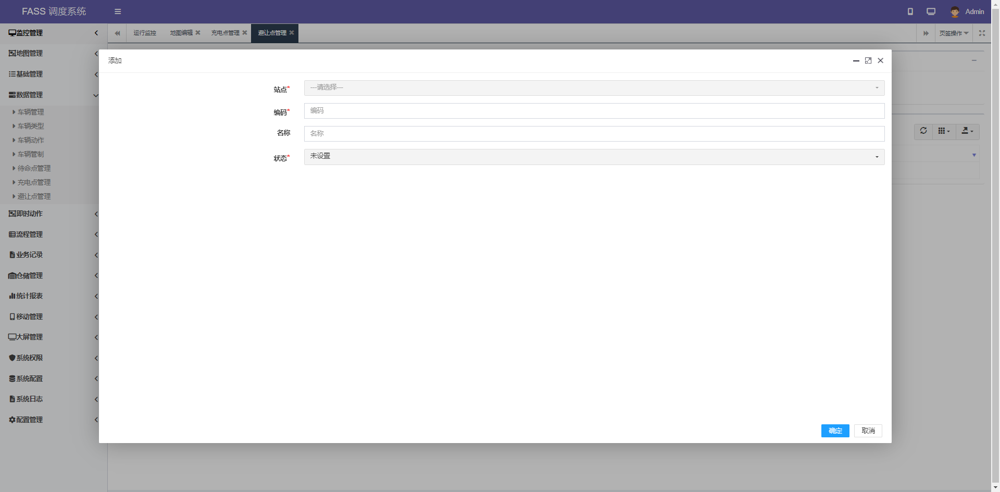 FASS 调度系统
Admin
监控管理
运行监控
地图编辑
充电点管理
避让点管理
页签操作
地图管理
基础管理
数据管理
车辆管理
车辆类型
车辆动作
车辆管制
待命点管理
充电点管理
避让点管理
即时动作
流程管理
业务记录
仓储管理
统计报表
移动管理
大屏管理
系统权限
系统配置
系统日志
配置管理
添加
站点*
---请选择---
编码*
编码
名称
名称
状态*
未设置
确定
取消